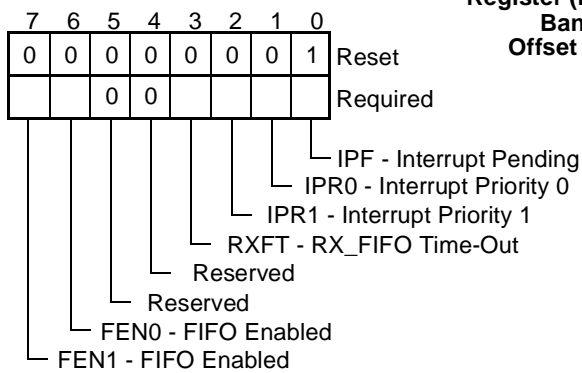 Register (
Ban
Offset
7 6 5 4 3 2 1 0
0 0 0 0 0 0 0 1 Reset
0 0 Required
IPF - Interrupt Pending
IPR0 - Interrupt Priority 0
IPR1 - Interrupt Priority 1
RXFT - RX_FIFO Time-Out
Reserved
Reserved
FEN0 - FIFO Enabled
FEN1 - FIFO Enabled